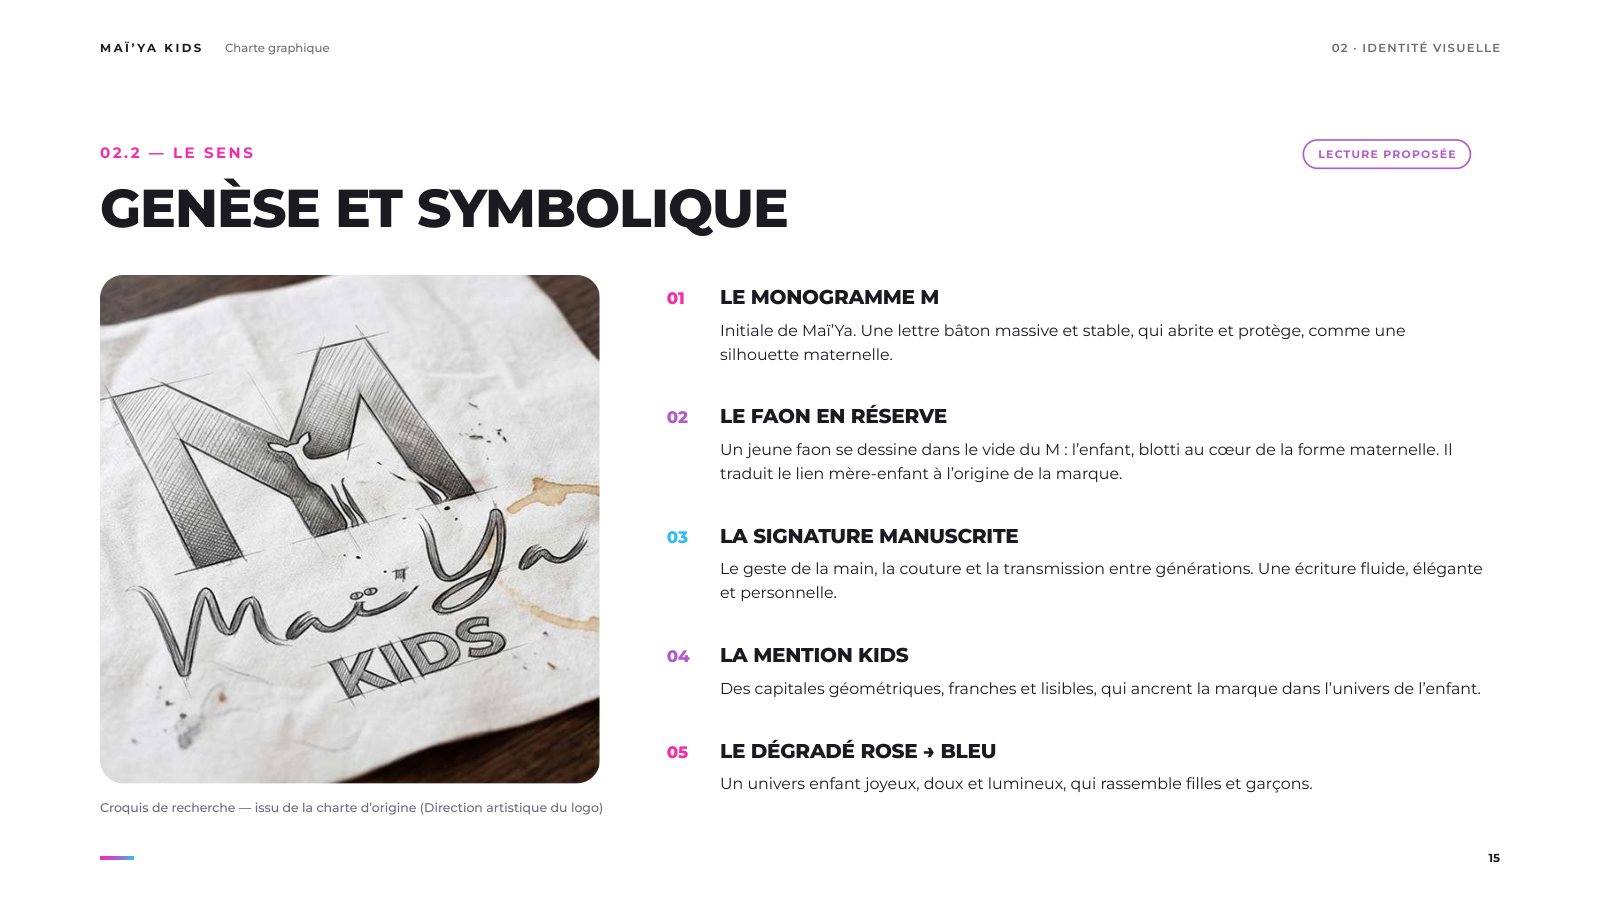 MAÏ’YA KIDS Charte graphique
02 · IDENTITÉ VISUELLE
02.2 — LE SENS
LECTURE PROPOSÉE
GENÈSE ET SYMBOLIQUE
M
Maï'Ya
KIDS
Croquis de recherche — issu de la charte d’origine (Direction artistique du logo)
01 LE MONOGRAMME M
Initiale de Maï’Ya. Une lettre bâton massive et stable, qui abrite et protège, comme une
silhouette maternelle.
02 LE FAON EN RÉSERVE
Un jeune faon se dessine dans le vide du M : l’enfant, blotti au cœur de la forme maternelle. Il
traduit le lien mère-enfant à l’origine de la marque.
03 LA SIGNATURE MANUSCRITE
Le geste de la main, la couture et la transmission entre générations. Une écriture fluide, élégante
et personnelle.
04 LA MENTION KIDS
Des capitales géométriques, franches et lisibles, qui ancrent la marque dans l’univers de l’enfant.
05 LE DÉGRADÉ ROSE → BLEU
Un univers enfant joyeux, doux et lumineux, qui rassemble filles et garçons.
15